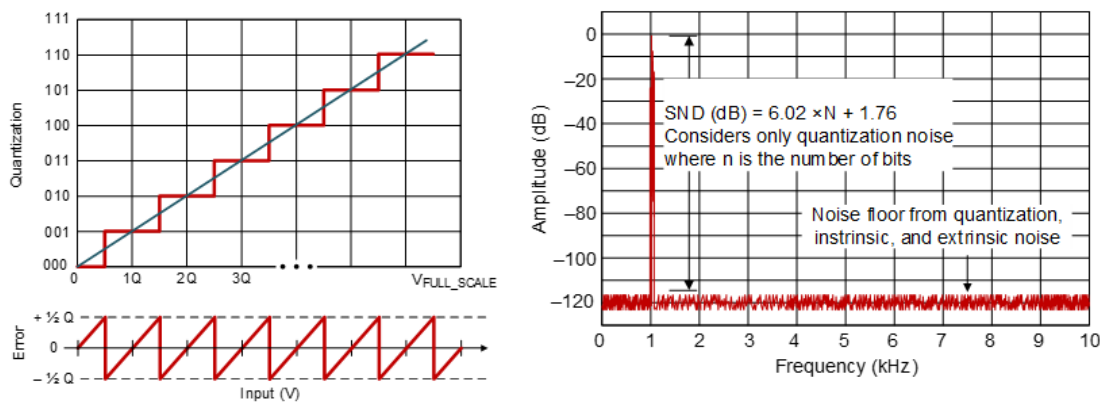 111
110
101
100
011
010
001
000
Quantization
0 1Q 2Q 3Q V_FULL_SCALE
+ ½ Q
0
– ½ Q
Error
Input (V)
0
–20
–40
–60
–80
–100
–120
Amplitude (dB)
SND (dB) = 6.02 ×N + 1.76
Considers only quantization noise
where n is the number of bits
Noise floor from quantization,
instrinsic, and extrinsic noise
0 1 2 3 4 5 6 7 8 9 10
Frequency (kHz)